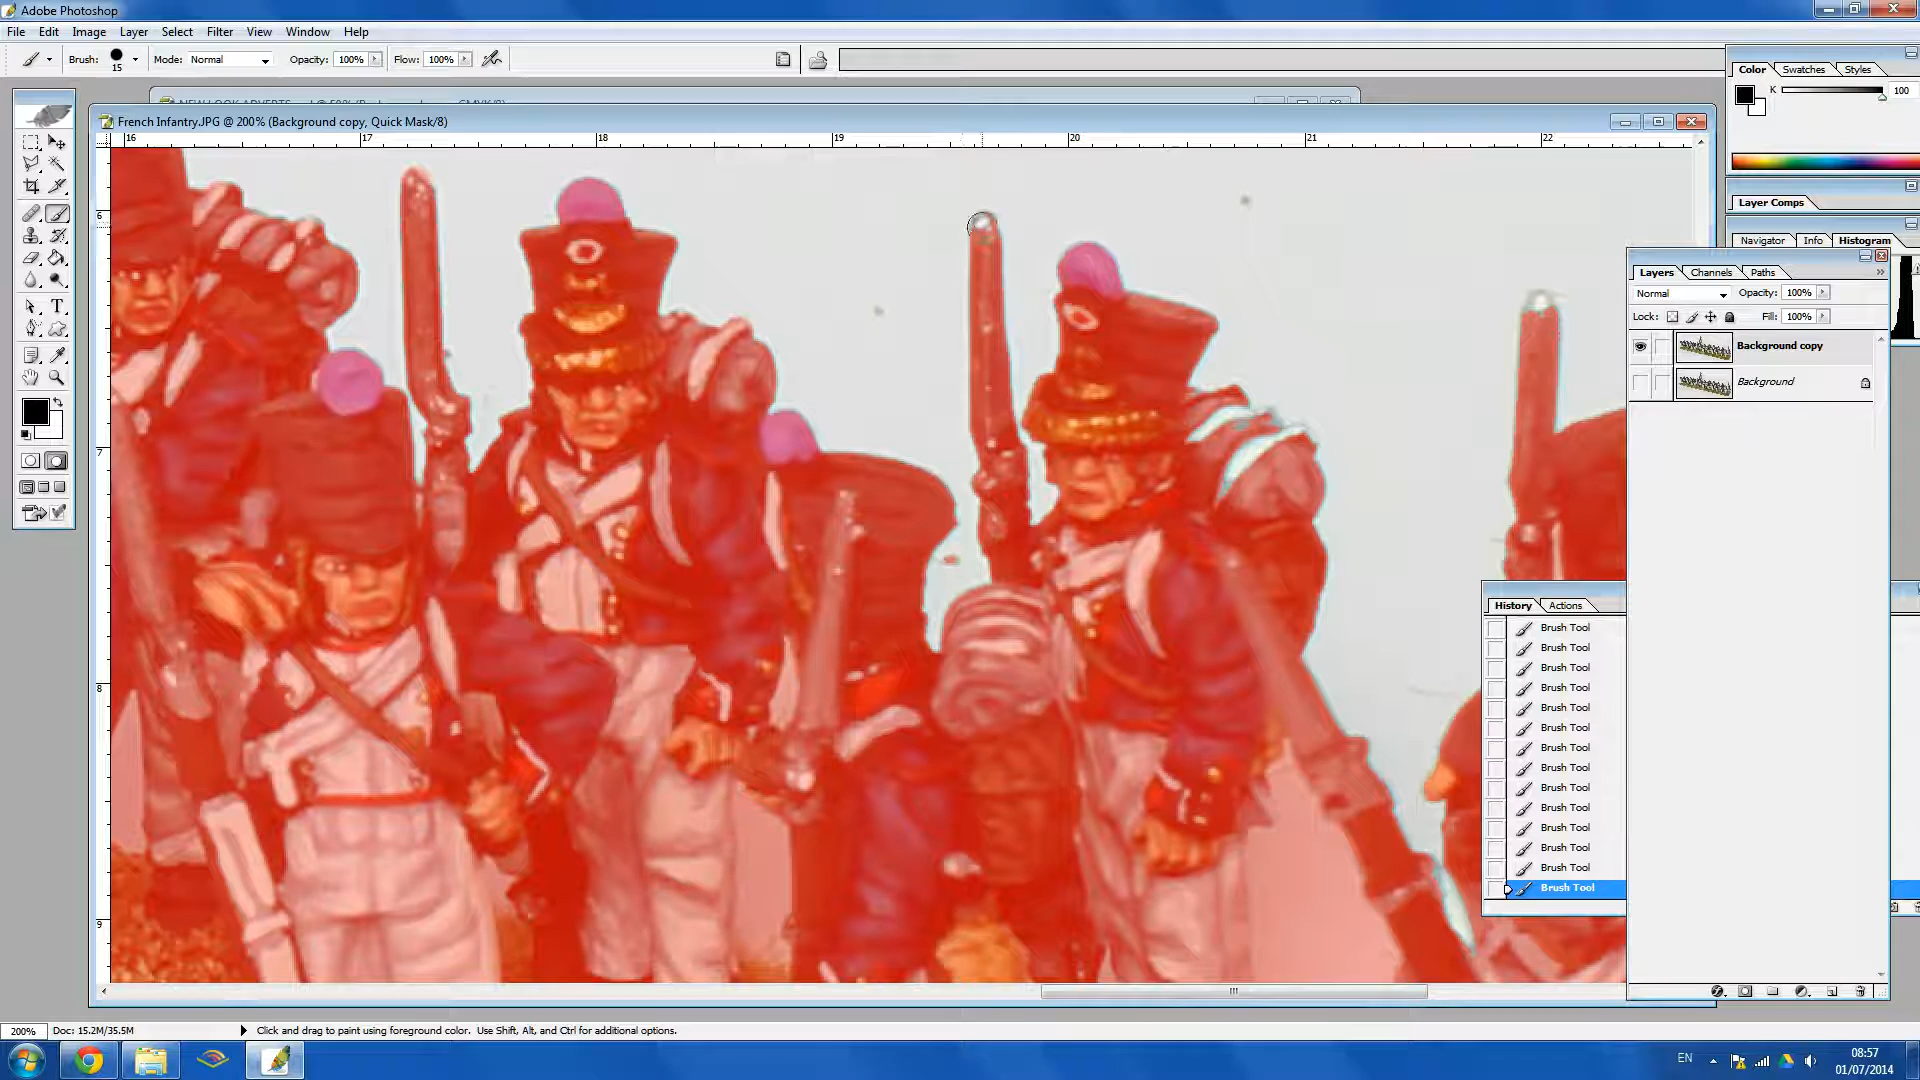 Adobe Photoshop
File Edit Image Layer Select Filter View Window Help
Brush: 15 Mode: Normal Opacity: 100% Flow: 100%
Color Swatches Styles
K 100
French Infantry.JPG @ 200% (Background copy, Quick Mask/8)
16 17 18 19 20 21 22
6
7
8
9
Layer Comps
Navigator Info Histogram
Layers Channels Paths
Normal Opacity: 100%
Lock: Fill: 100%
Background copy
Background
History Actions
Brush Tool
Brush Tool
Brush Tool
Brush Tool
Brush Tool
Brush Tool
Brush Tool
Brush Tool
Brush Tool
Brush Tool
Brush Tool
Brush Tool
Brush Tool
Brush Tool
200% Doc: 15.2M/35.5M Click and drag to paint using foreground color. Use Shift, Alt, and Ctrl for additional options.
EN 08:57
01/07/2014